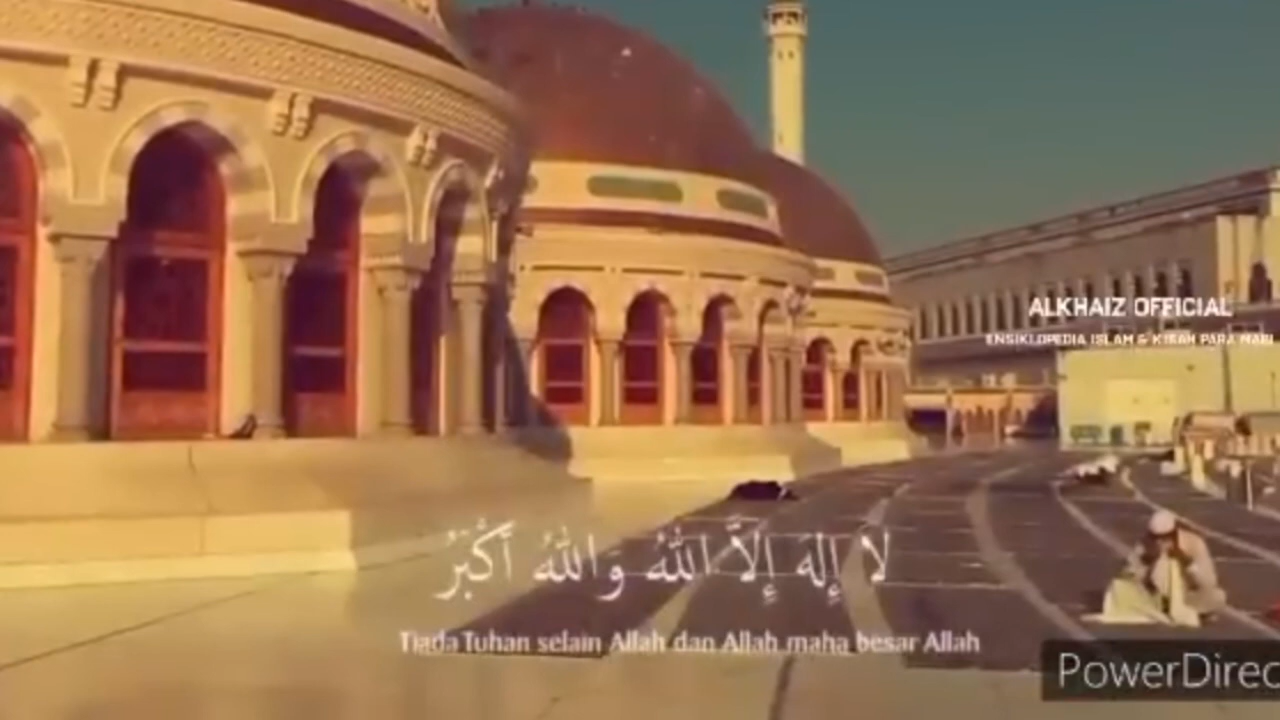 ALKHAIZ OFFICIAL
ENSIKLOPEDIA ISLAM & KISAH PARA NABI
لَا إِلٰهَ إِلاَّ اللهُ وَاللهُ أَكْبَرُ
Tiada Tuhan selain Allah dan Allah maha besar Allah
PowerDirec